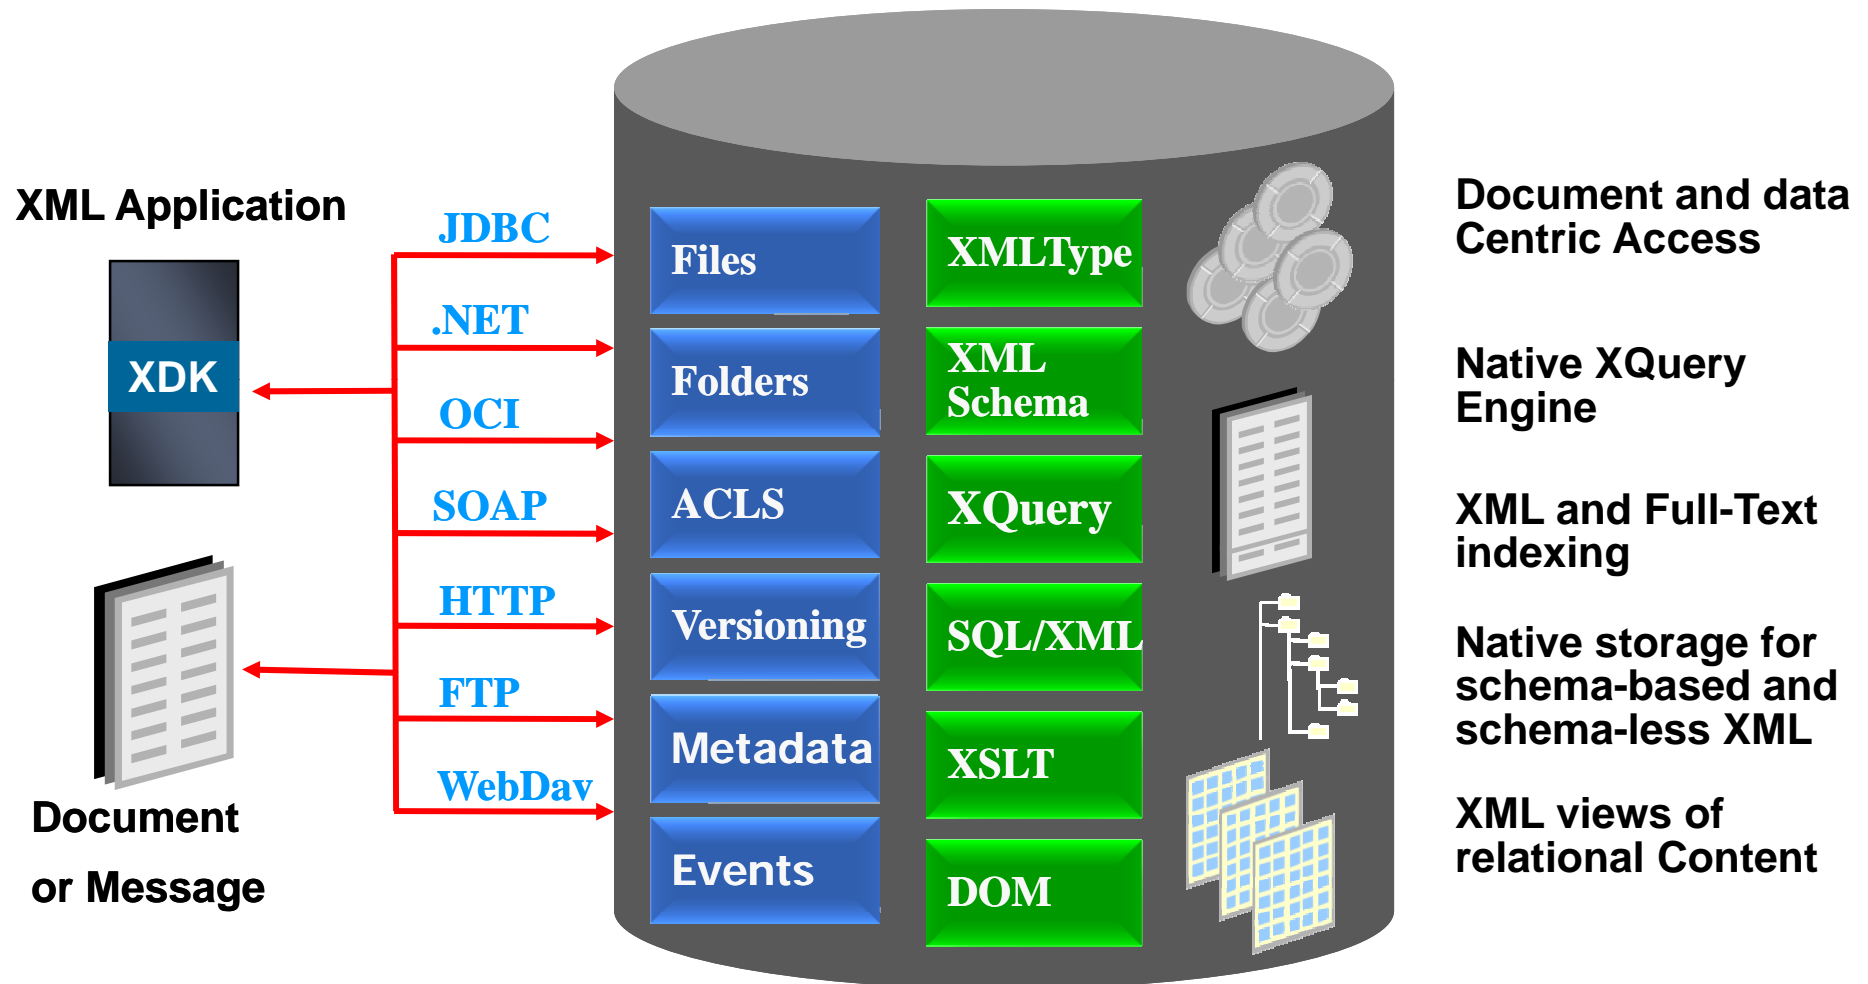 XML Application
XDK
Document
or Message
JDBC
.NET
OCI
SOAP
HTTP
FTP
WebDav
Files
Folders
ACLS
Versioning
Metadata
Events
XMLType
XML
Schema
XQuery
SQL/XML
XSLT
DOM
Document and data
Centric Access
Native XQuery
Engine
XML and Full-Text
indexing
Native storage for
schema-based and
schema-less XML
XML views of
relational Content